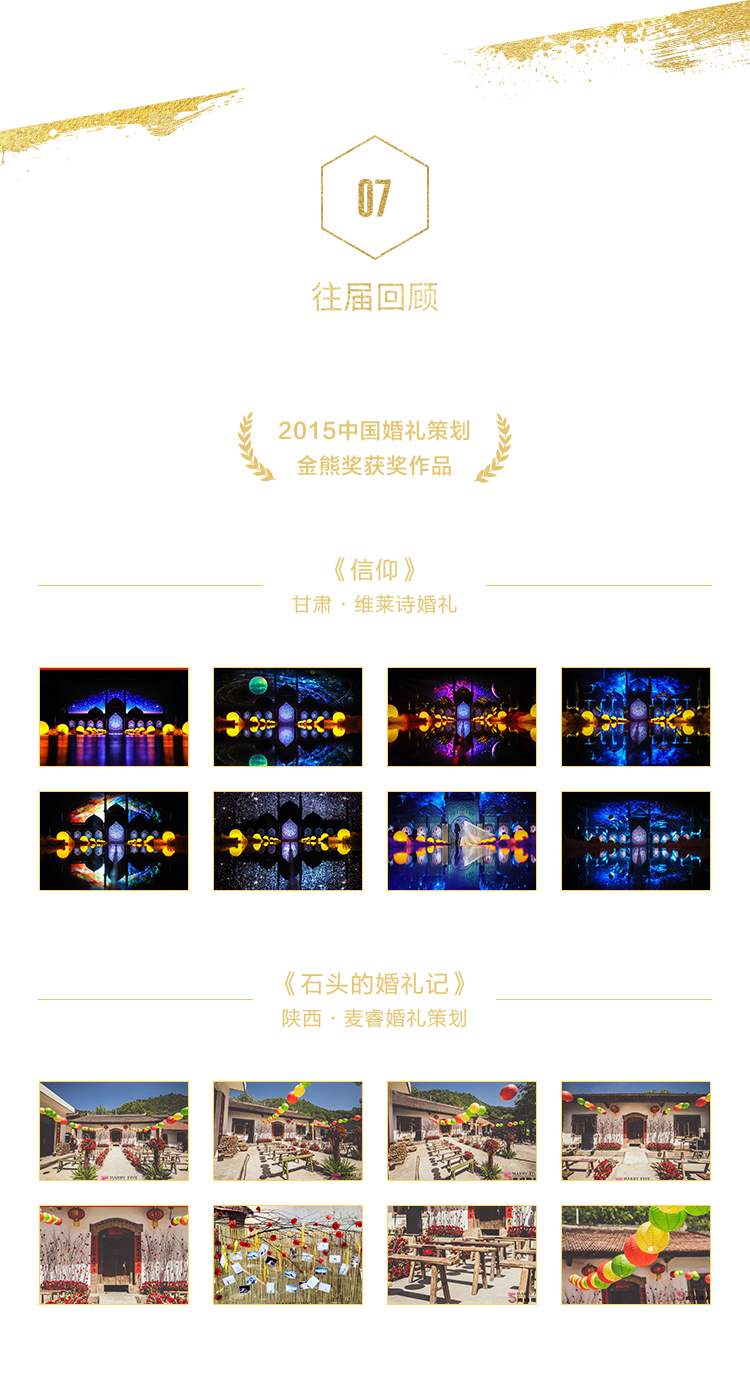 07
往届回顾
2015中国婚礼策划
金熊奖获奖作品
《信仰》
甘肃·维莱诗婚礼
《石头的婚礼记》
陕西·麦睿婚礼策划
MARRY FIVE